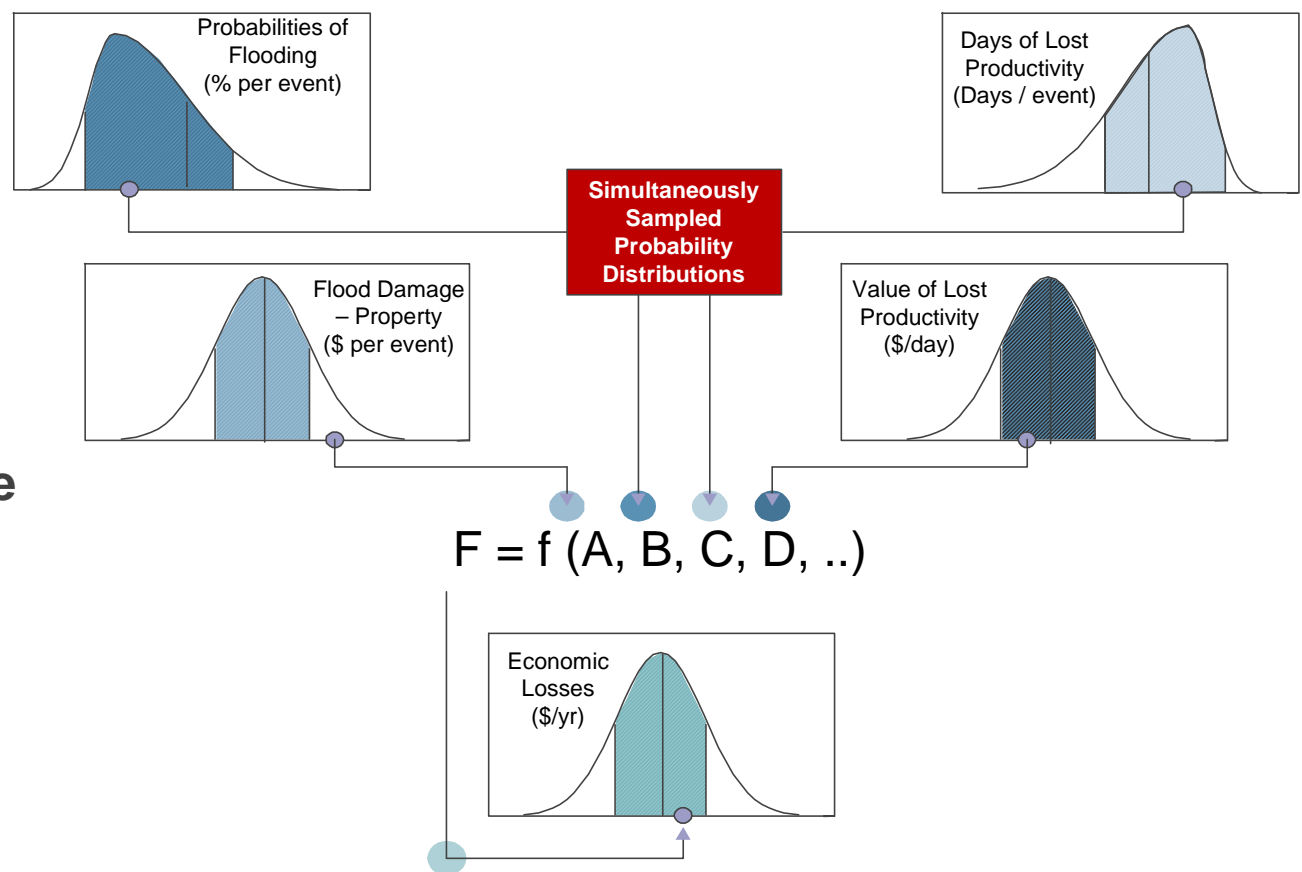 Probabilities of
Flooding
(% per event)
Days of Lost
Productivity
(Days / event)
Simultaneously
Sampled
Probability
Distributions
Flood Damage
– Property
($ per event)
Value of Lost
Productivity
($/day)
e
F = f (A, B, C, D, ..)
Economic
Losses
($/yr)